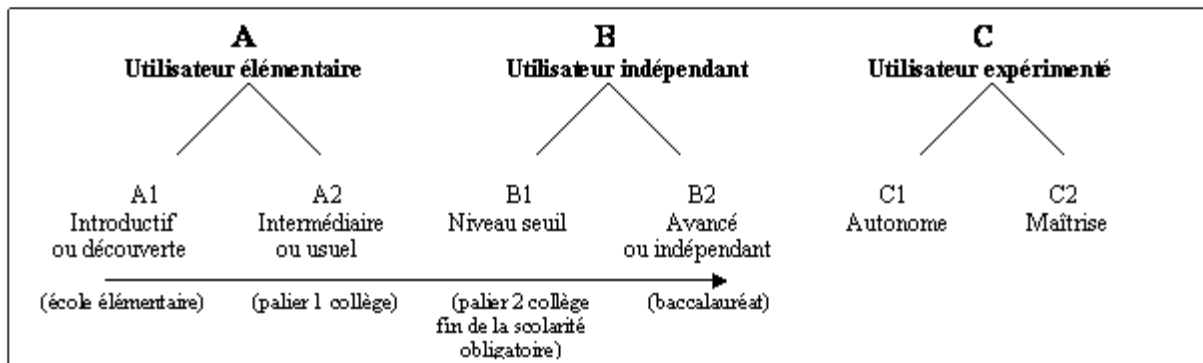 A B C
Utilisateur élémentaire Utilisateur indépendant Utilisateur expérimenté
A1 A2 B1 B2 C1 C2
Introductif Intermédiaire Niveau seuil Avancé Autonome Maîtrise
ou découverte ou usuel ou indépendant
(école élémentaire) (palier 1 collège) (palier 2 collège (baccalauréat)
fin de la scolarité
obligatoire)